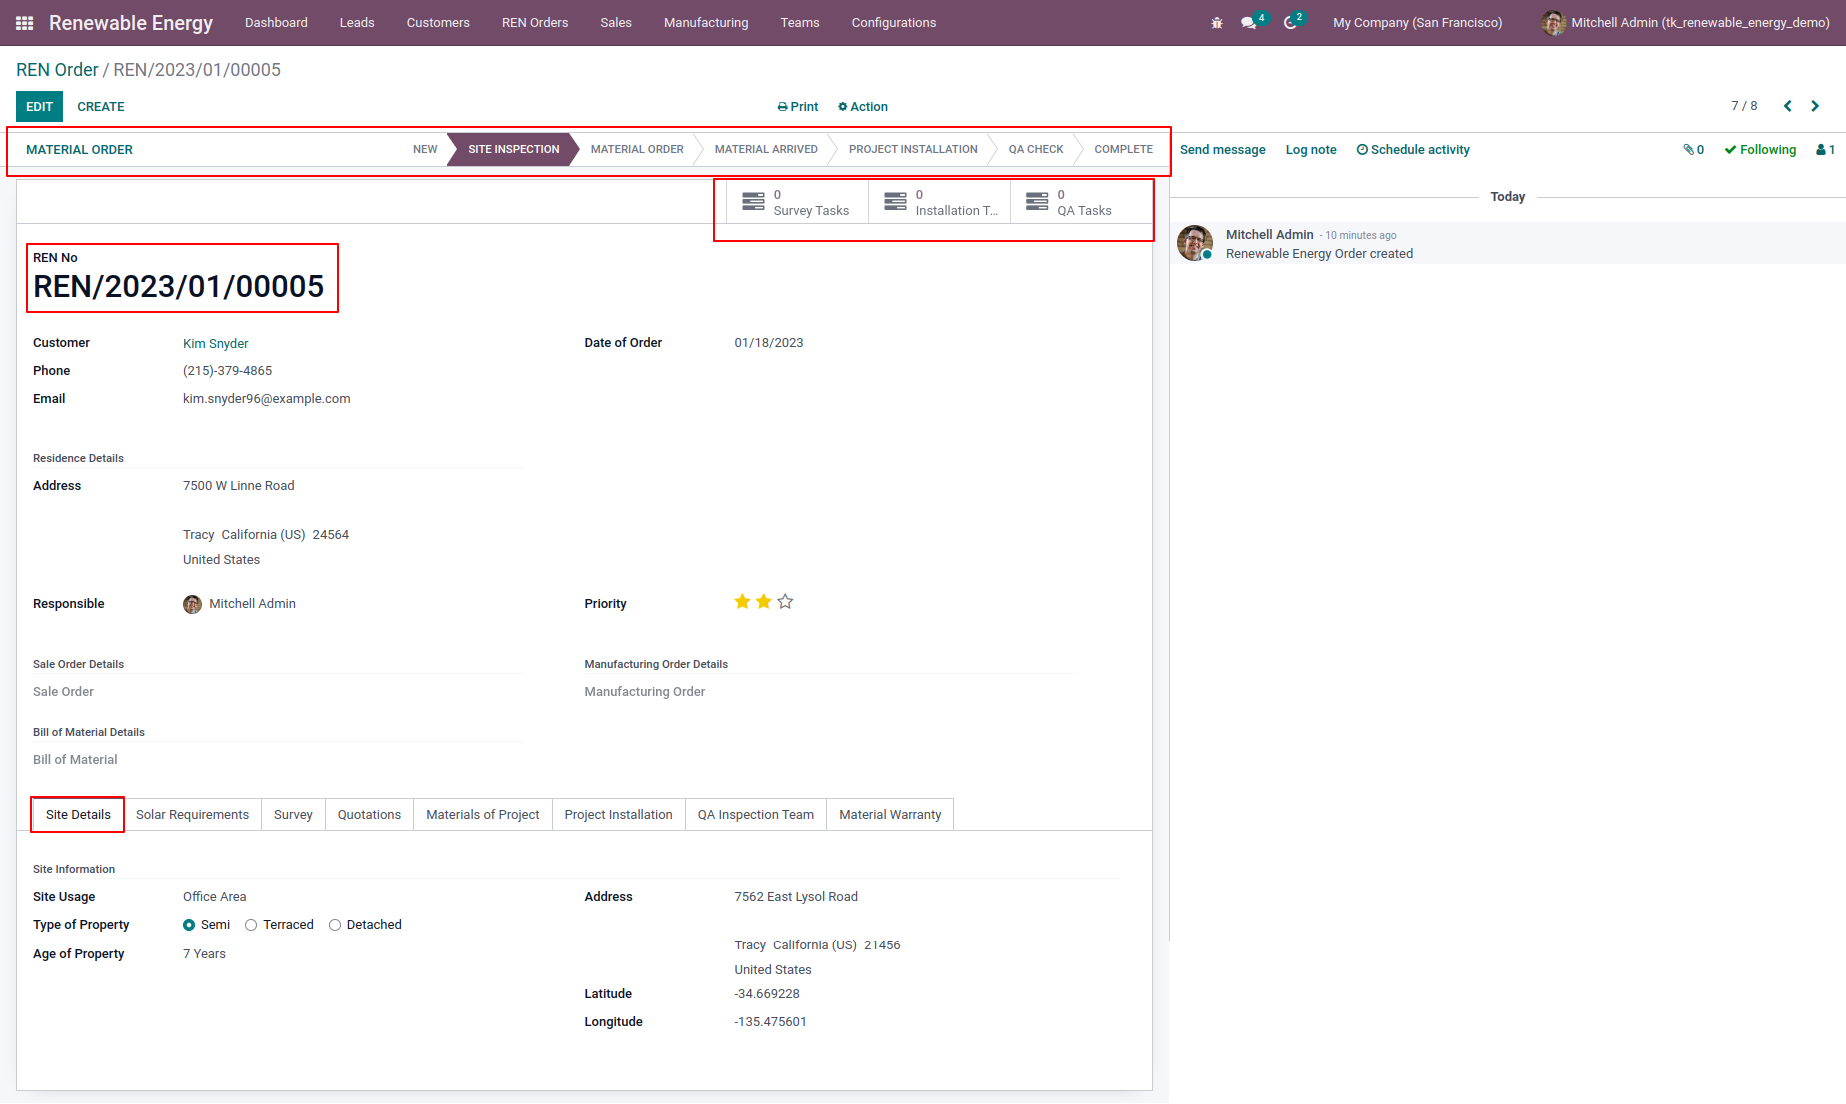 Renewable Energy Dashboard Leads Customers REN Orders Sales Manufacturing Teams Configurations 4 2 My Company (San Francisco) Mitchell Admin (tk_renewable_energy_demo)
REN Order / REN/2023/01/00005
EDIT CREATE Print Action 7 / 8
MATERIAL ORDER NEW SITE INSPECTION MATERIAL ORDER MATERIAL ARRIVED PROJECT INSTALLATION QA CHECK COMPLETE Send message Log note Schedule activity 0 Following 1
0 Survey Tasks
0 Installation T...
0 QA Tasks
Today
Mitchell Admin - 10 minutes ago
Renewable Energy Order created
REN No
REN/2023/01/00005
Customer Kim Snyder Date of Order 01/18/2023
Phone (215)-379-4865
Email kim.snyder96@example.com
Residence Details
Address 7500 W Linne Road
Tracy California (US) 24564
United States
Responsible Mitchell Admin Priority
Sale Order Details Manufacturing Order Details
Sale Order Manufacturing Order
Bill of Material Details
Bill of Material
Site Details Solar Requirements Survey Quotations Materials of Project Project Installation QA Inspection Team Material Warranty
Site Information
Site Usage Office Area Address 7562 East Lysol Road
Type of Property Semi Terraced Detached
Tracy California (US) 21456
Age of Property 7 Years
United States
Latitude -34.669228
Longitude -135.475601